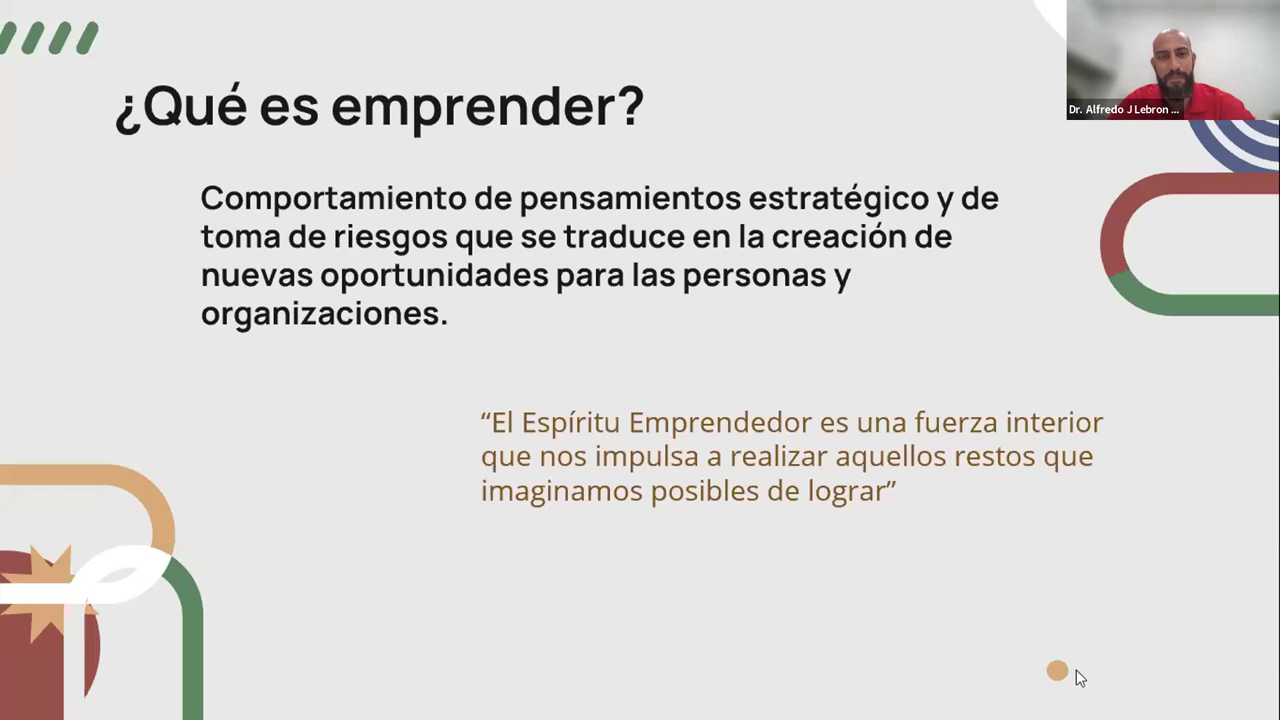 ¿Qué es emprender?
Comportamiento de pensamientos estratégico y de
toma de riesgos que se traduce en la creación de
nuevas oportunidades para las personas y
organizaciones.
“El Espíritu Emprendedor es una fuerza interior
que nos impulsa a realizar aquellos restos que
imaginamos posibles de lograr”
Dr. Alfredo J Lebron ...